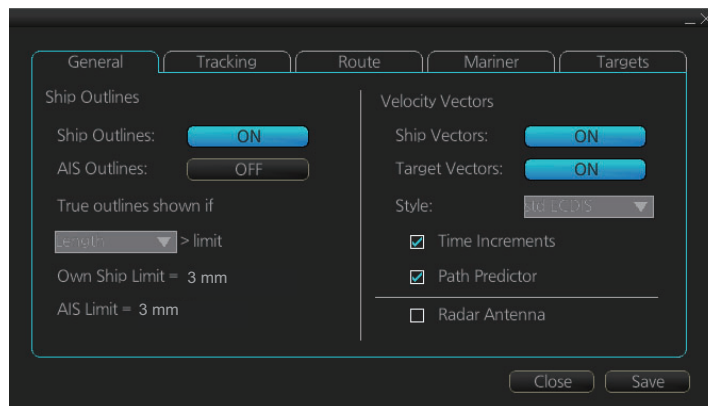 General Tracking Route Mariner Targets
Ship Outlines
Ship Outlines: ON
AIS Outlines: OFF
True outlines shown if
Length > limit
Own Ship Limit = 3 mm
AIS Limit = 3 mm
Velocity Vectors
Ship Vectors: ON
Target Vectors: ON
Style: Std ECDIS
Time Increments
Path Predictor
Radar Antenna
Close Save